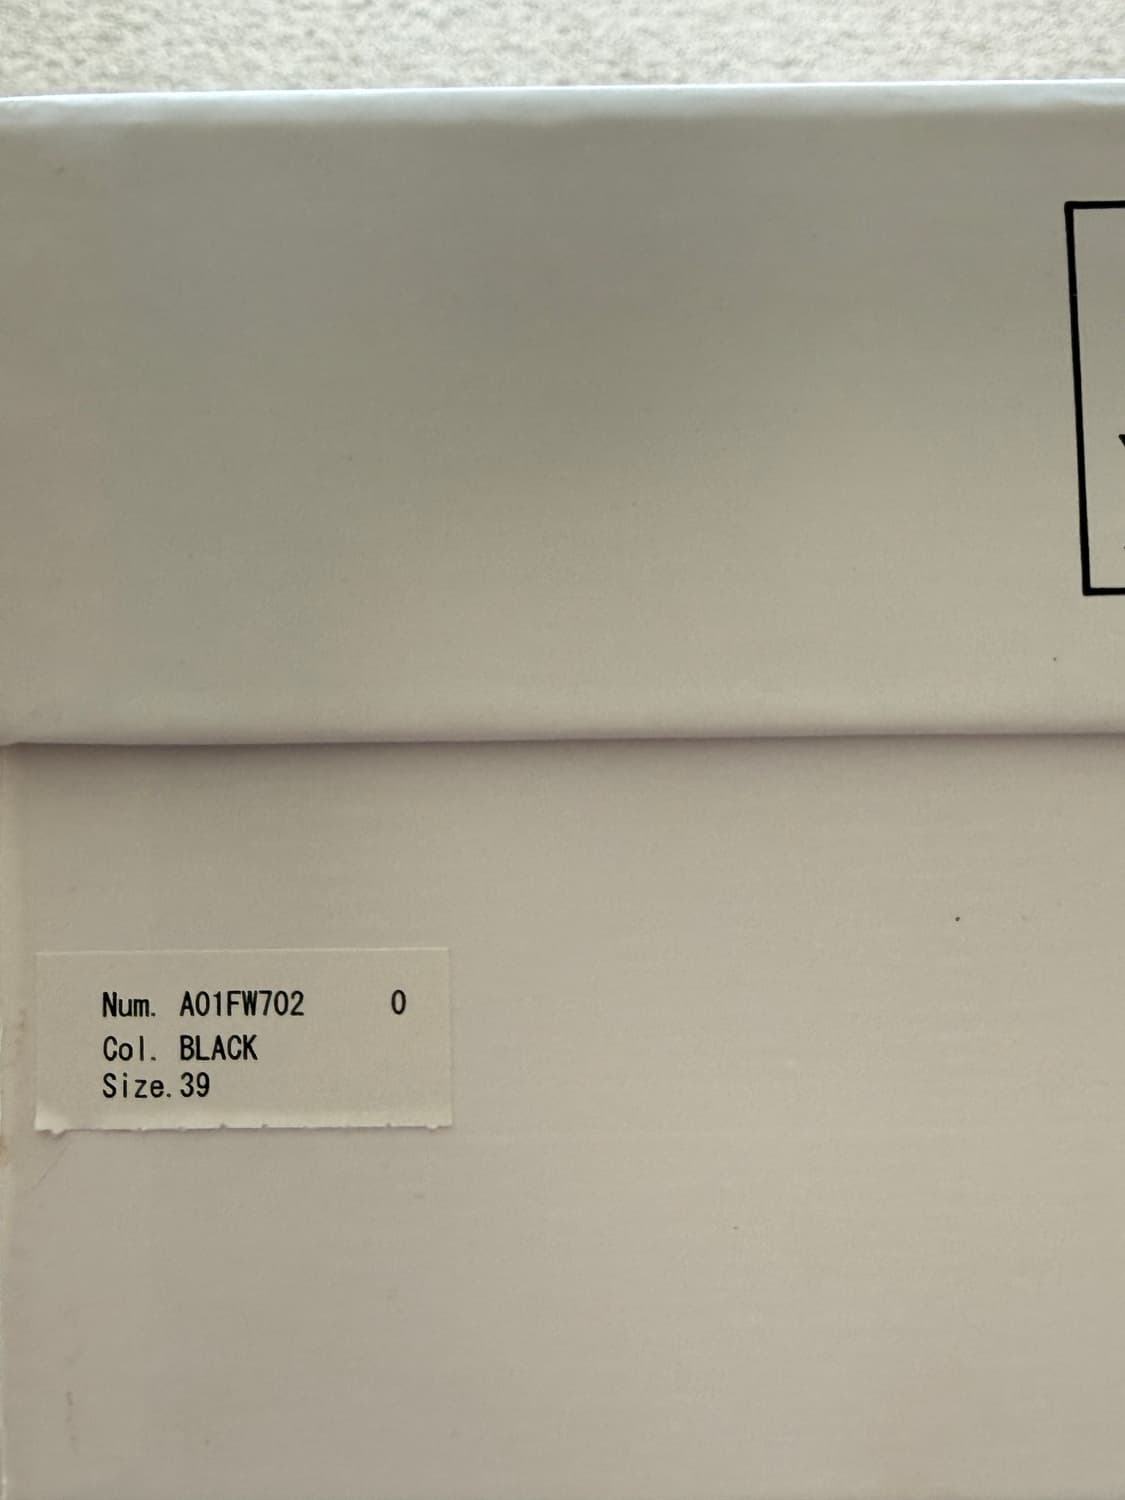 Num. A01FW702 0
Col. BLACK
Size.39